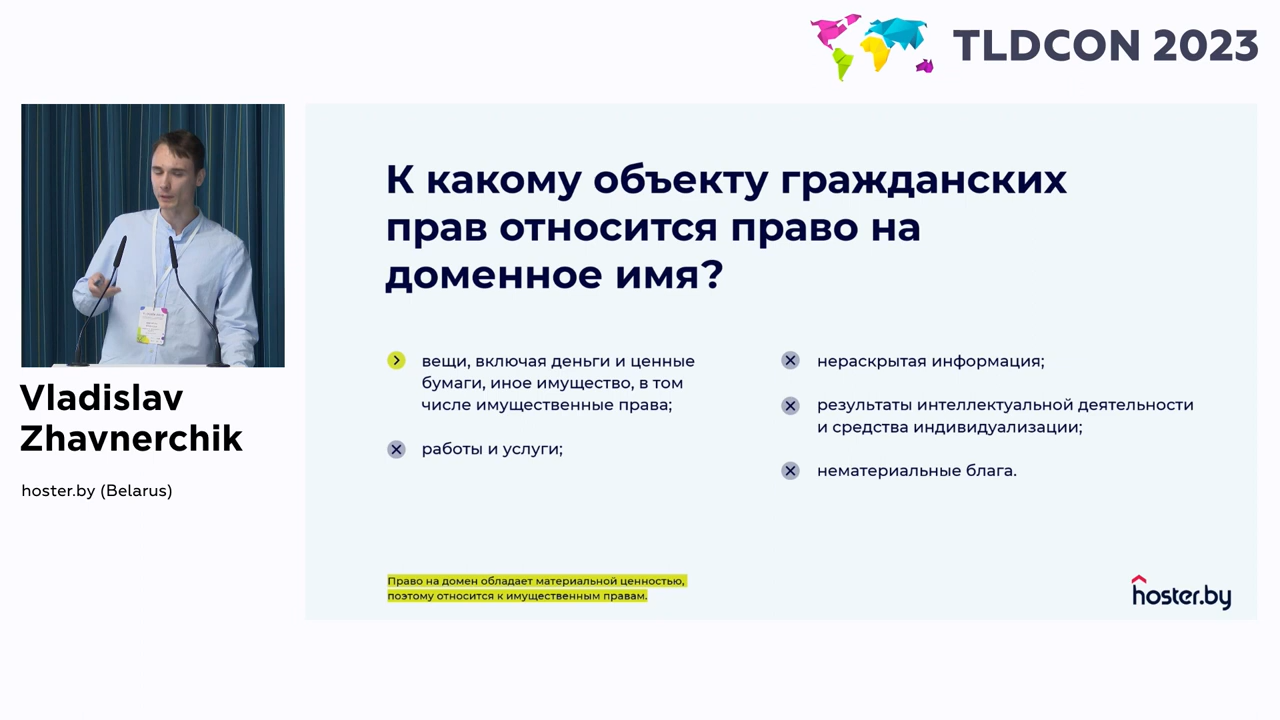 TLDCON 2023
Vladislav
Zhavnerchik
hoster.by (Belarus)
К какому объекту гражданских
прав относится право на
доменное имя?
вещи, включая деньги и ценные
бумаги, иное имущество, в том
числе имущественные права;
работы и услуги;
нераскрытая информация;
результаты интеллектуальной деятельности
и средства индивидуализации;
нематериальные блага.
Право на домен обладает материальной ценностью,
поэтому относится к имущественным правам.
hoster.by